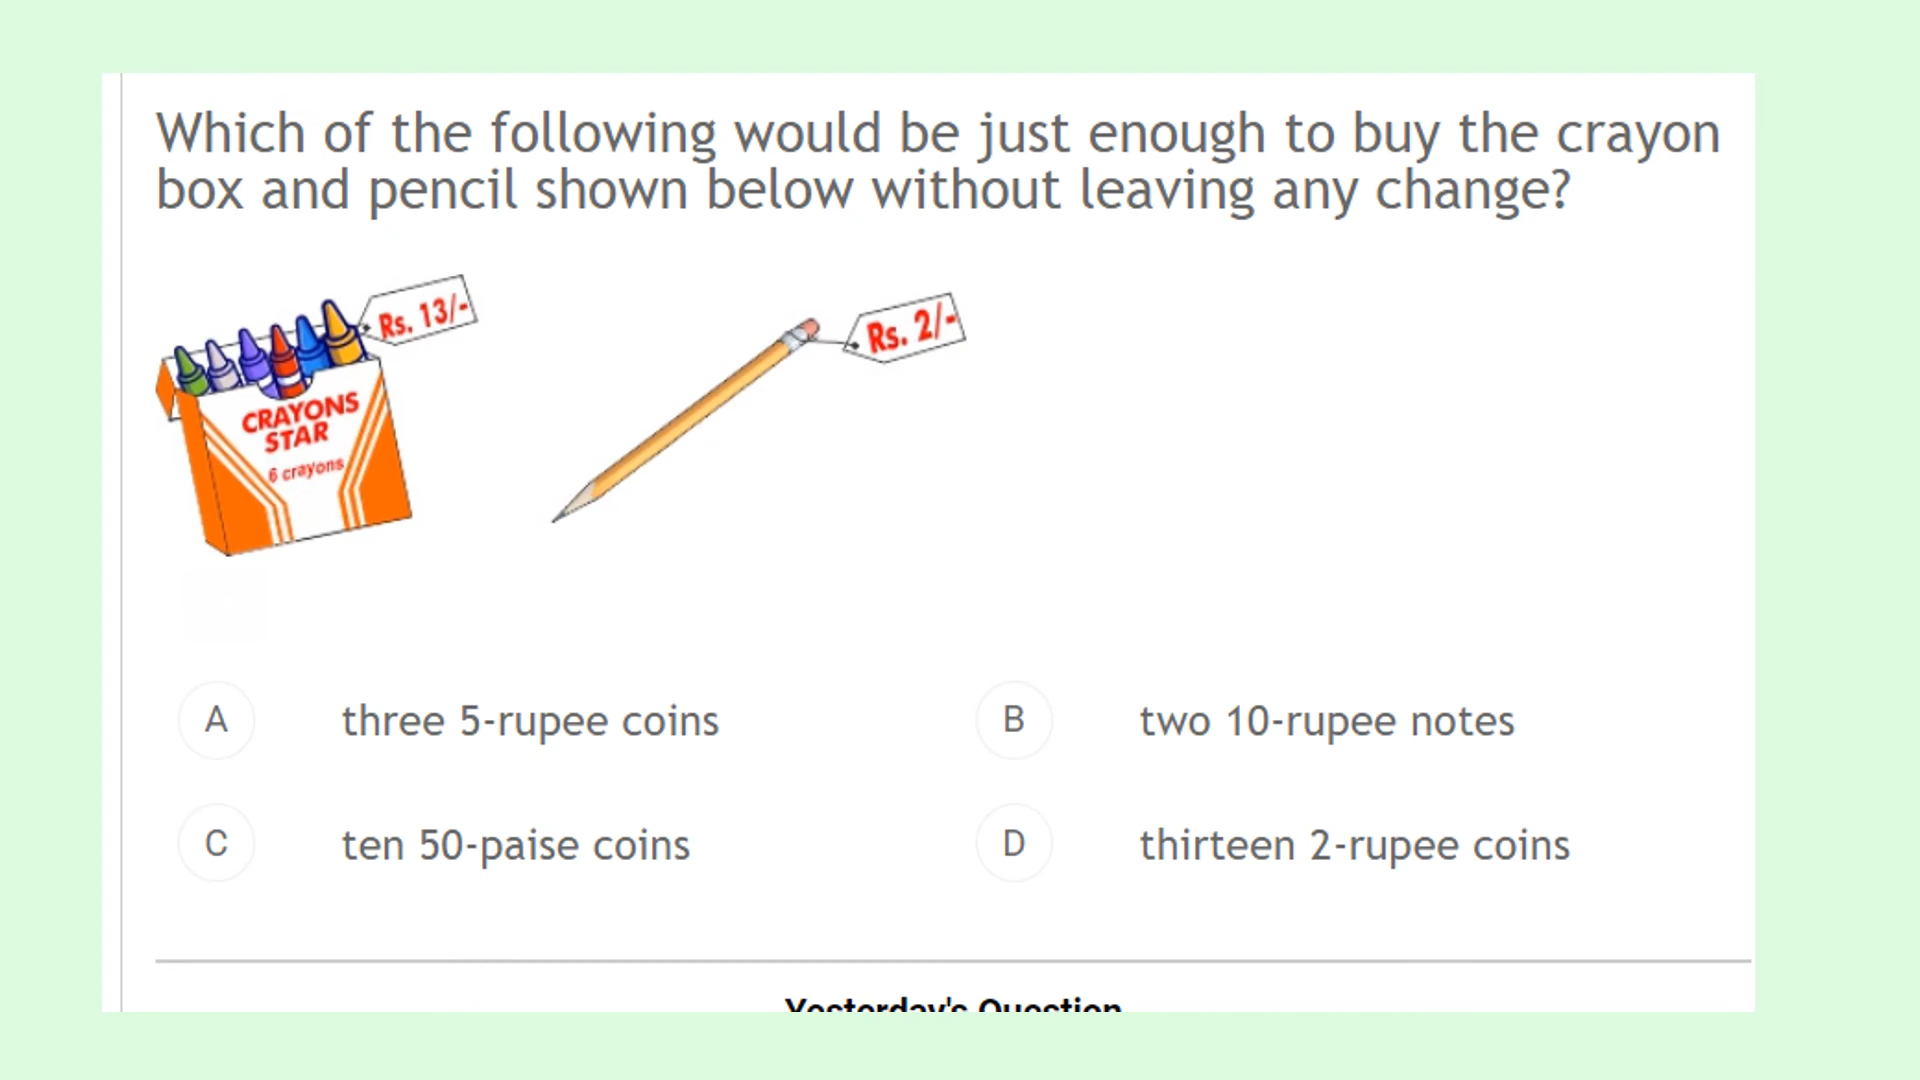 Which of the following would be just enough to buy the crayon
box and pencil shown below without leaving any change?
Rs. 13/-
Rs. 2/-
CRAYONS
STAR
6 crayons
A three 5-rupee coins
B two 10-rupee notes
C ten 50-paise coins
D thirteen 2-rupee coins
Yesterday's Question